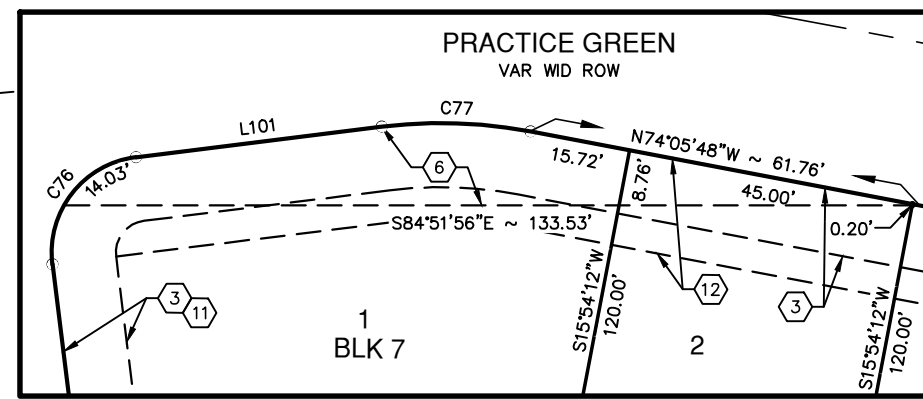 PRACTICE GREEN
VAR WID ROW
C77
L101
N74°05'48"W ~ 61.76'
C76
14.03'
6
15.72'
8.76'
45.00'
S84°51'56"E ~ 133.53'
0.20'
3
11
12
3
S15°54'12"W
120.00'
S15°54'12"W
120.00'
1
BLK 7
2